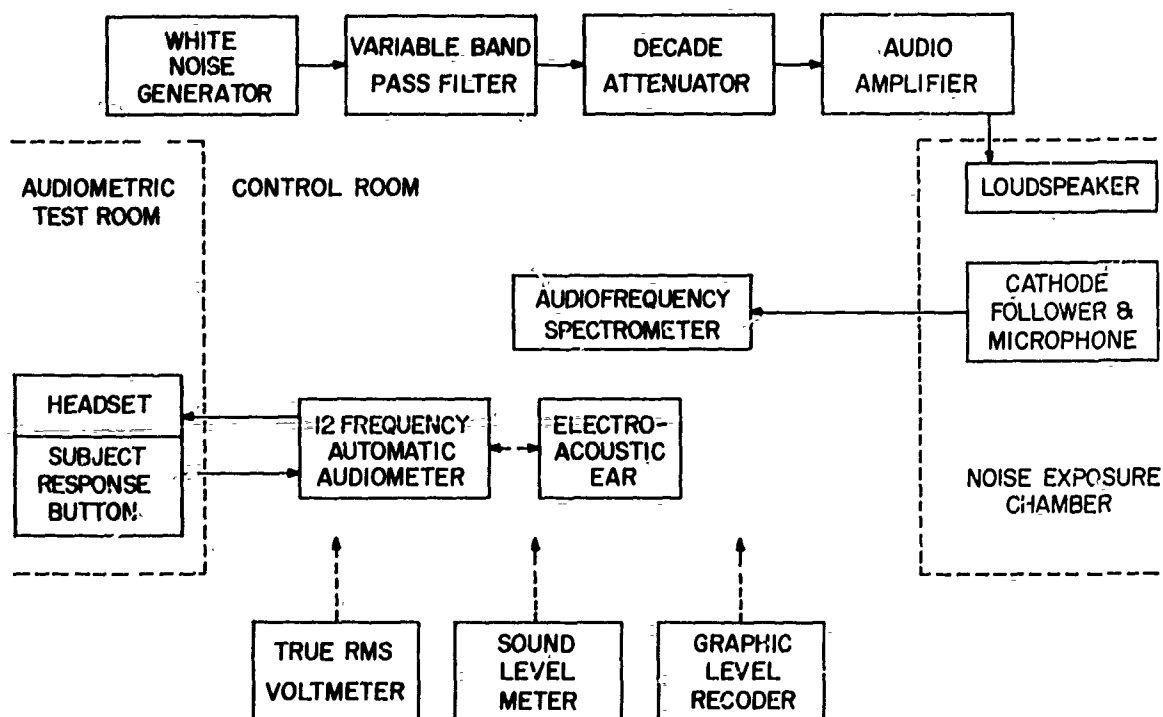 WHITE
NOISE
GENERATOR
VARIABLE BAND
PASS FILTER
DECADE
ATTENUATOR
AUDIO
AMPLIFIER
AUDIOMETRIC
TEST ROOM
CONTROL ROOM
LOUDSPEAKER
AUDIOFREQUENCY
SPECTROMETER
CATHODE
FOLLOWER &
MICROPHONE
HEADSET
SUBJECT
RESPONSE
BUTTON
12 FREQUENCY
AUTOMATIC
AUDIOMETER
ELECTRO-
ACOUSTIC
EAR
NOISE EXPOSURE
CHAMBER
TRUE RMS
VOLTMETER
SOUND
LEVEL
METER
GRAPHIC
LEVEL
RECODER